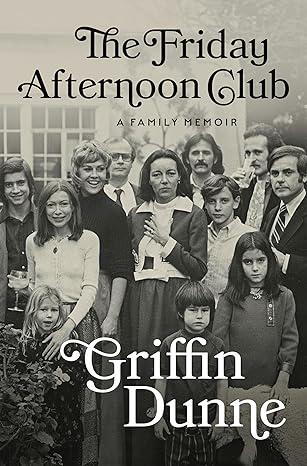 The Friday
Afternoon Club
A FAMILY MEMOIR
Griffin
Dunne